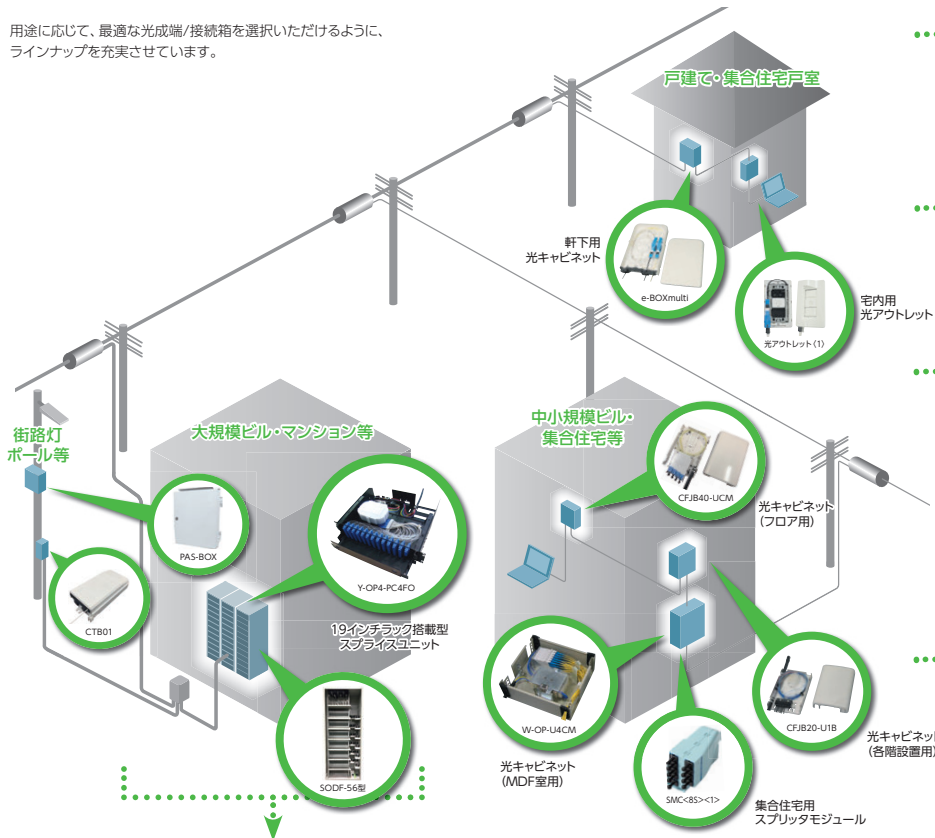 用途に応じて、最適な光成端/接続箱を選択いただけるように、
ラインナップを充実させています。
戸建て・集合住宅戸室
軒下用
光キャビネット
e-BOXmulti
宅内用
光アウトレット
光アウトレット(1)
街路灯
ポール等
大規模ビル・マンション等
中小規模ビル・
集合住宅等
CFJB40-UCM
光キャビネット
(フロア用)
PAS-BOX
Y-OP4-PC4FO
CTB01
19インチラック搭載型
スプライスユニット
W-OP-U4CM
CFJB20-U1B
光キャビネット
(各階設置用)
SODF-56型
光キャビネット
(MDF室用)
SMC<8S><1>
集合住宅用
スプリッタモジュール